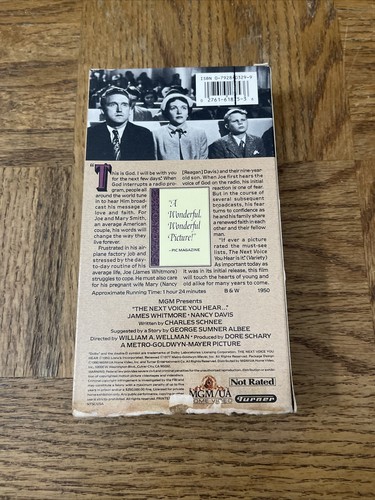 ISBN 0-7928-0329-0
"This is God. I will be with you
for the next few days." When
God interrupts a radio pro-
gram, people all
around the world tune
in to hear Him broad-
cast his message of
love and faith. For
Joe and Mary Smith,
an average American
couple, his words will
change the way they
live forever.
Frustrated in his air-
plane factory job and
stressed by the day-
to-day routine of his
average life, Joe (James Whitmore)
struggles to cope. He must also care
for his pregnant wife Mary (Nancy
"A
Wonderful,
Wonderful
Picture!"
- PIC MAGAZINE
[Reagan] Davis) and their nine-year
old son. When Joe first hears the
voice of God on the radio, his initial
reaction is one of fear.
But in the course of
several subsequent
broadcasts, his fear
turns to confidence as
he and his family share
a renewed faith in each
other and their fellow
man.
"If ever a picture
rated the must-see
lists, The Next Voice
You Hear is it." (Variety)
As important today as
it was in its initial release, this film
will touch the hearts of young and
old alike for many years to come.
Approximate Running Time: 1 hour 24 minutes B & W 1950
MGM Presents
"THE NEXT VOICE YOU HEAR..."
JAMES WHITMORE • NANCY DAVIS
Written by CHARLES SCHNEE
Suggested by a Story by GEORGE SUMNER ALBEE
Directed by WILLIAM A. WELLMAN • Produced by DORE SCHARY
A METRO-GOLDWYN-MAYER PICTURE
MGM/UA
HOME VIDEO
Not Rated
Turner